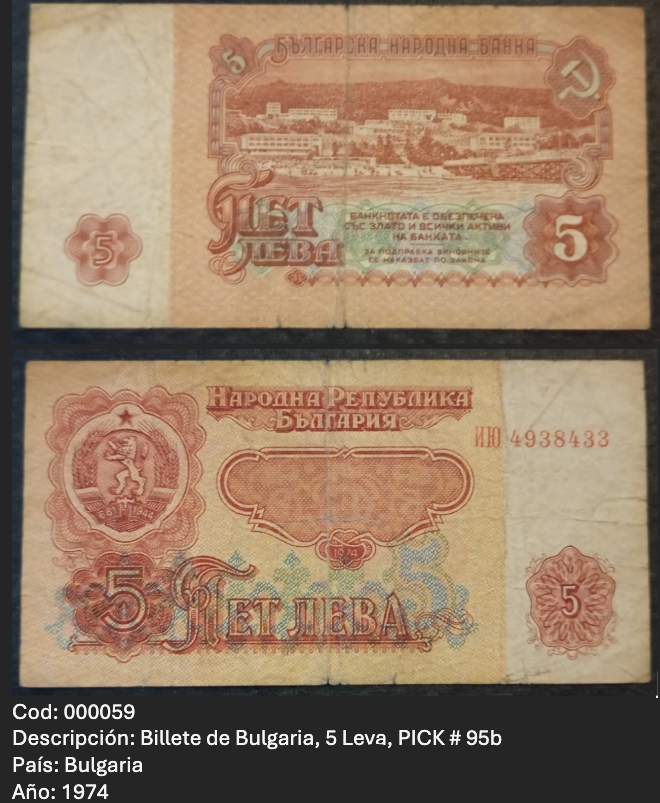 5
БЪЛГАРСКА НАРОДНА БАНКА
ПЕТ
ЛЕВА
БАНКНОТАТА Е ОБЕЗПЕЧЕНА
СЪС ЗЛАТО И ВСИЧКИ АКТИВИ
НА БАНКАТА
ЗА ПОДПРАВКА ВИНОВНИТЕ
СЕ НАКАЗВАТ ПО ЗАКОНА
5
5
НАРОДНА РЕПУБЛИКА
БЪЛГАРИЯ
ИЮ 4938433
681 1944
1974
5
5
ПЕТ ЛЕВА
5
Cod: 000059
Descripción: Billete de Bulgaria, 5 Leva, PICK # 95b
País: Bulgaria
Año: 1974